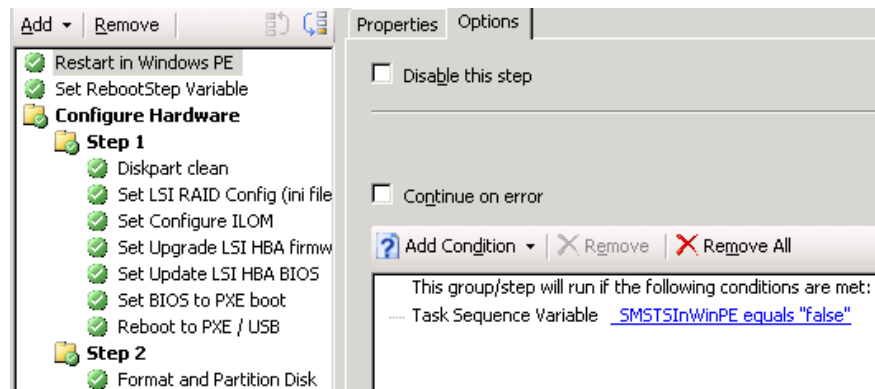 Add Remove
Restart in Windows PE
Set RebootStep Variable
Configure Hardware
Step 1
Diskpart clean
Set LSI RAID Config (ini file
Set Configure ILOM
Set Upgrade LSI HBA firmw
Set Update LSI HBA BIOS
Set BIOS to PXE boot
Reboot to PXE / USB
Step 2
Format and Partition Disk
Properties Options
Disable this step
Continue on error
Add Condition Remove Remove All
This group/step will run if the following conditions are met:
Task Sequence Variable _SMSTSInWinPE equals "false"